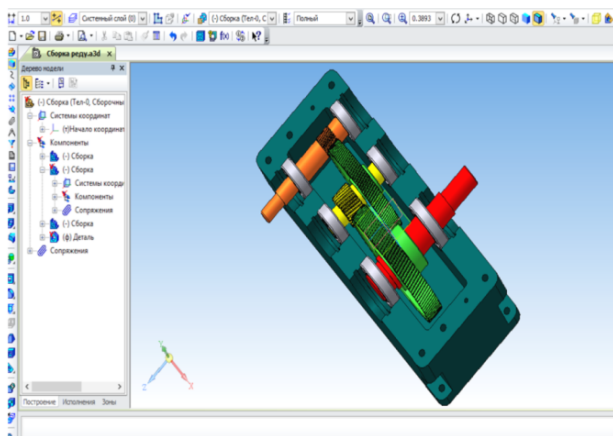 1.0 Системный слой (0) (-) Сборка (Тел-0, С Полный 0.3893
Сборка реду.a3d
Дерево модели
(-) Сборка (Тел-0, Сборочны
Системы координат
(т)Начало координат
Компоненты
(-) Сборка
(-) Сборка
Системы коорди
Компоненты
Сопряжения
(-) Сборка
(ф) Деталь
Сопряжения
Построение Исполнения Зоны